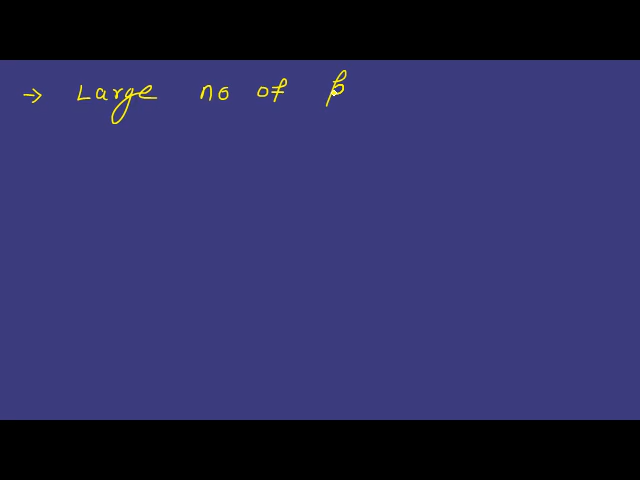 → Large no of